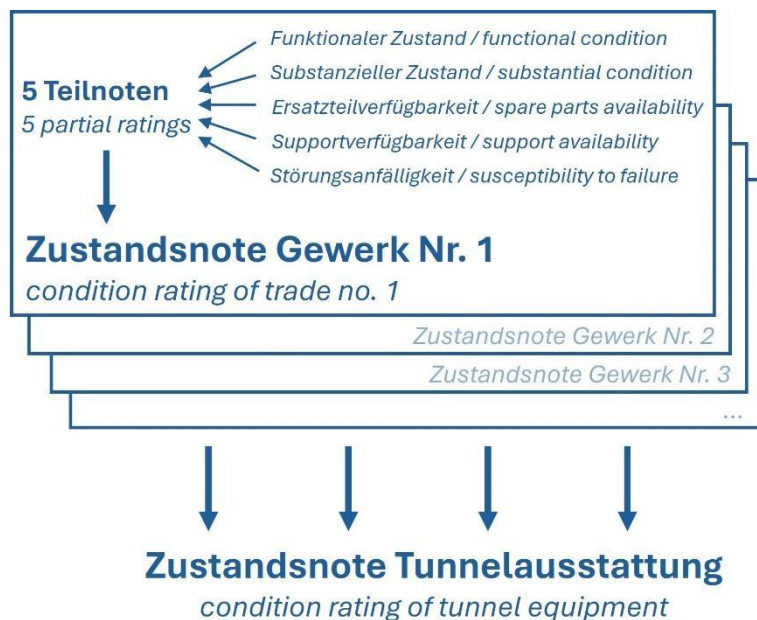 Funktionaler Zustand / functional condition
Substanzieller Zustand / substantial condition
5 Teilnoten
Ersatzteilverfügbarkeit / spare parts availability
5 partial ratings
Supportverfügbarkeit / support availability
Störungsanfälligkeit / susceptibility to failure
Zustandsnote Gewerk Nr. 1
condition rating of trade no. 1
Zustandsnote Gewerk Nr. 2
Zustandsnote Gewerk Nr. 3
...
Zustandsnote Tunnelausstattung
condition rating of tunnel equipment